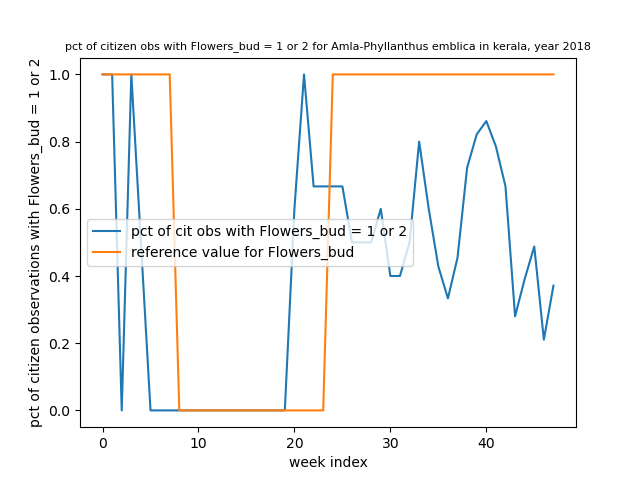 pct of citizen obs with Flowers_bud = 1 or 2 for Amla-Phyllanthus emblica in kerala, year 2018
pct of citizen observations with Flowers_bud = 1 or 2
1.0
0.8
0.6
0.4
0.2
0.0
pct of cit obs with Flowers_bud = 1 or 2
reference value for Flowers_bud
0 10 20 30 40
week index